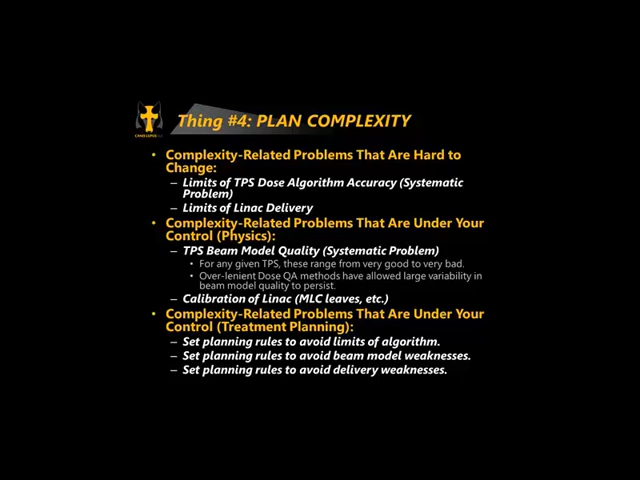 Thing #4: PLAN COMPLEXITY
• Complexity-Related Problems That Are Hard to
Change:
– Limits of TPS Dose Algorithm Accuracy (Systematic
Problem)
– Limits of Linac Delivery
• Complexity-Related Problems That Are Under Your
Control (Physics):
– TPS Beam Model Quality (Systematic Problem)
• For any given TPS, these range from very good to very bad.
• Over-lenient Dose QA methods have allowed large variability in
beam model quality to persist.
– Calibration of Linac (MLC leaves, etc.)
• Complexity-Related Problems That Are Under Your
Control (Treatment Planning):
– Set planning rules to avoid limits of algorithm.
– Set planning rules to avoid beam model weaknesses.
– Set planning rules to avoid delivery weaknesses.